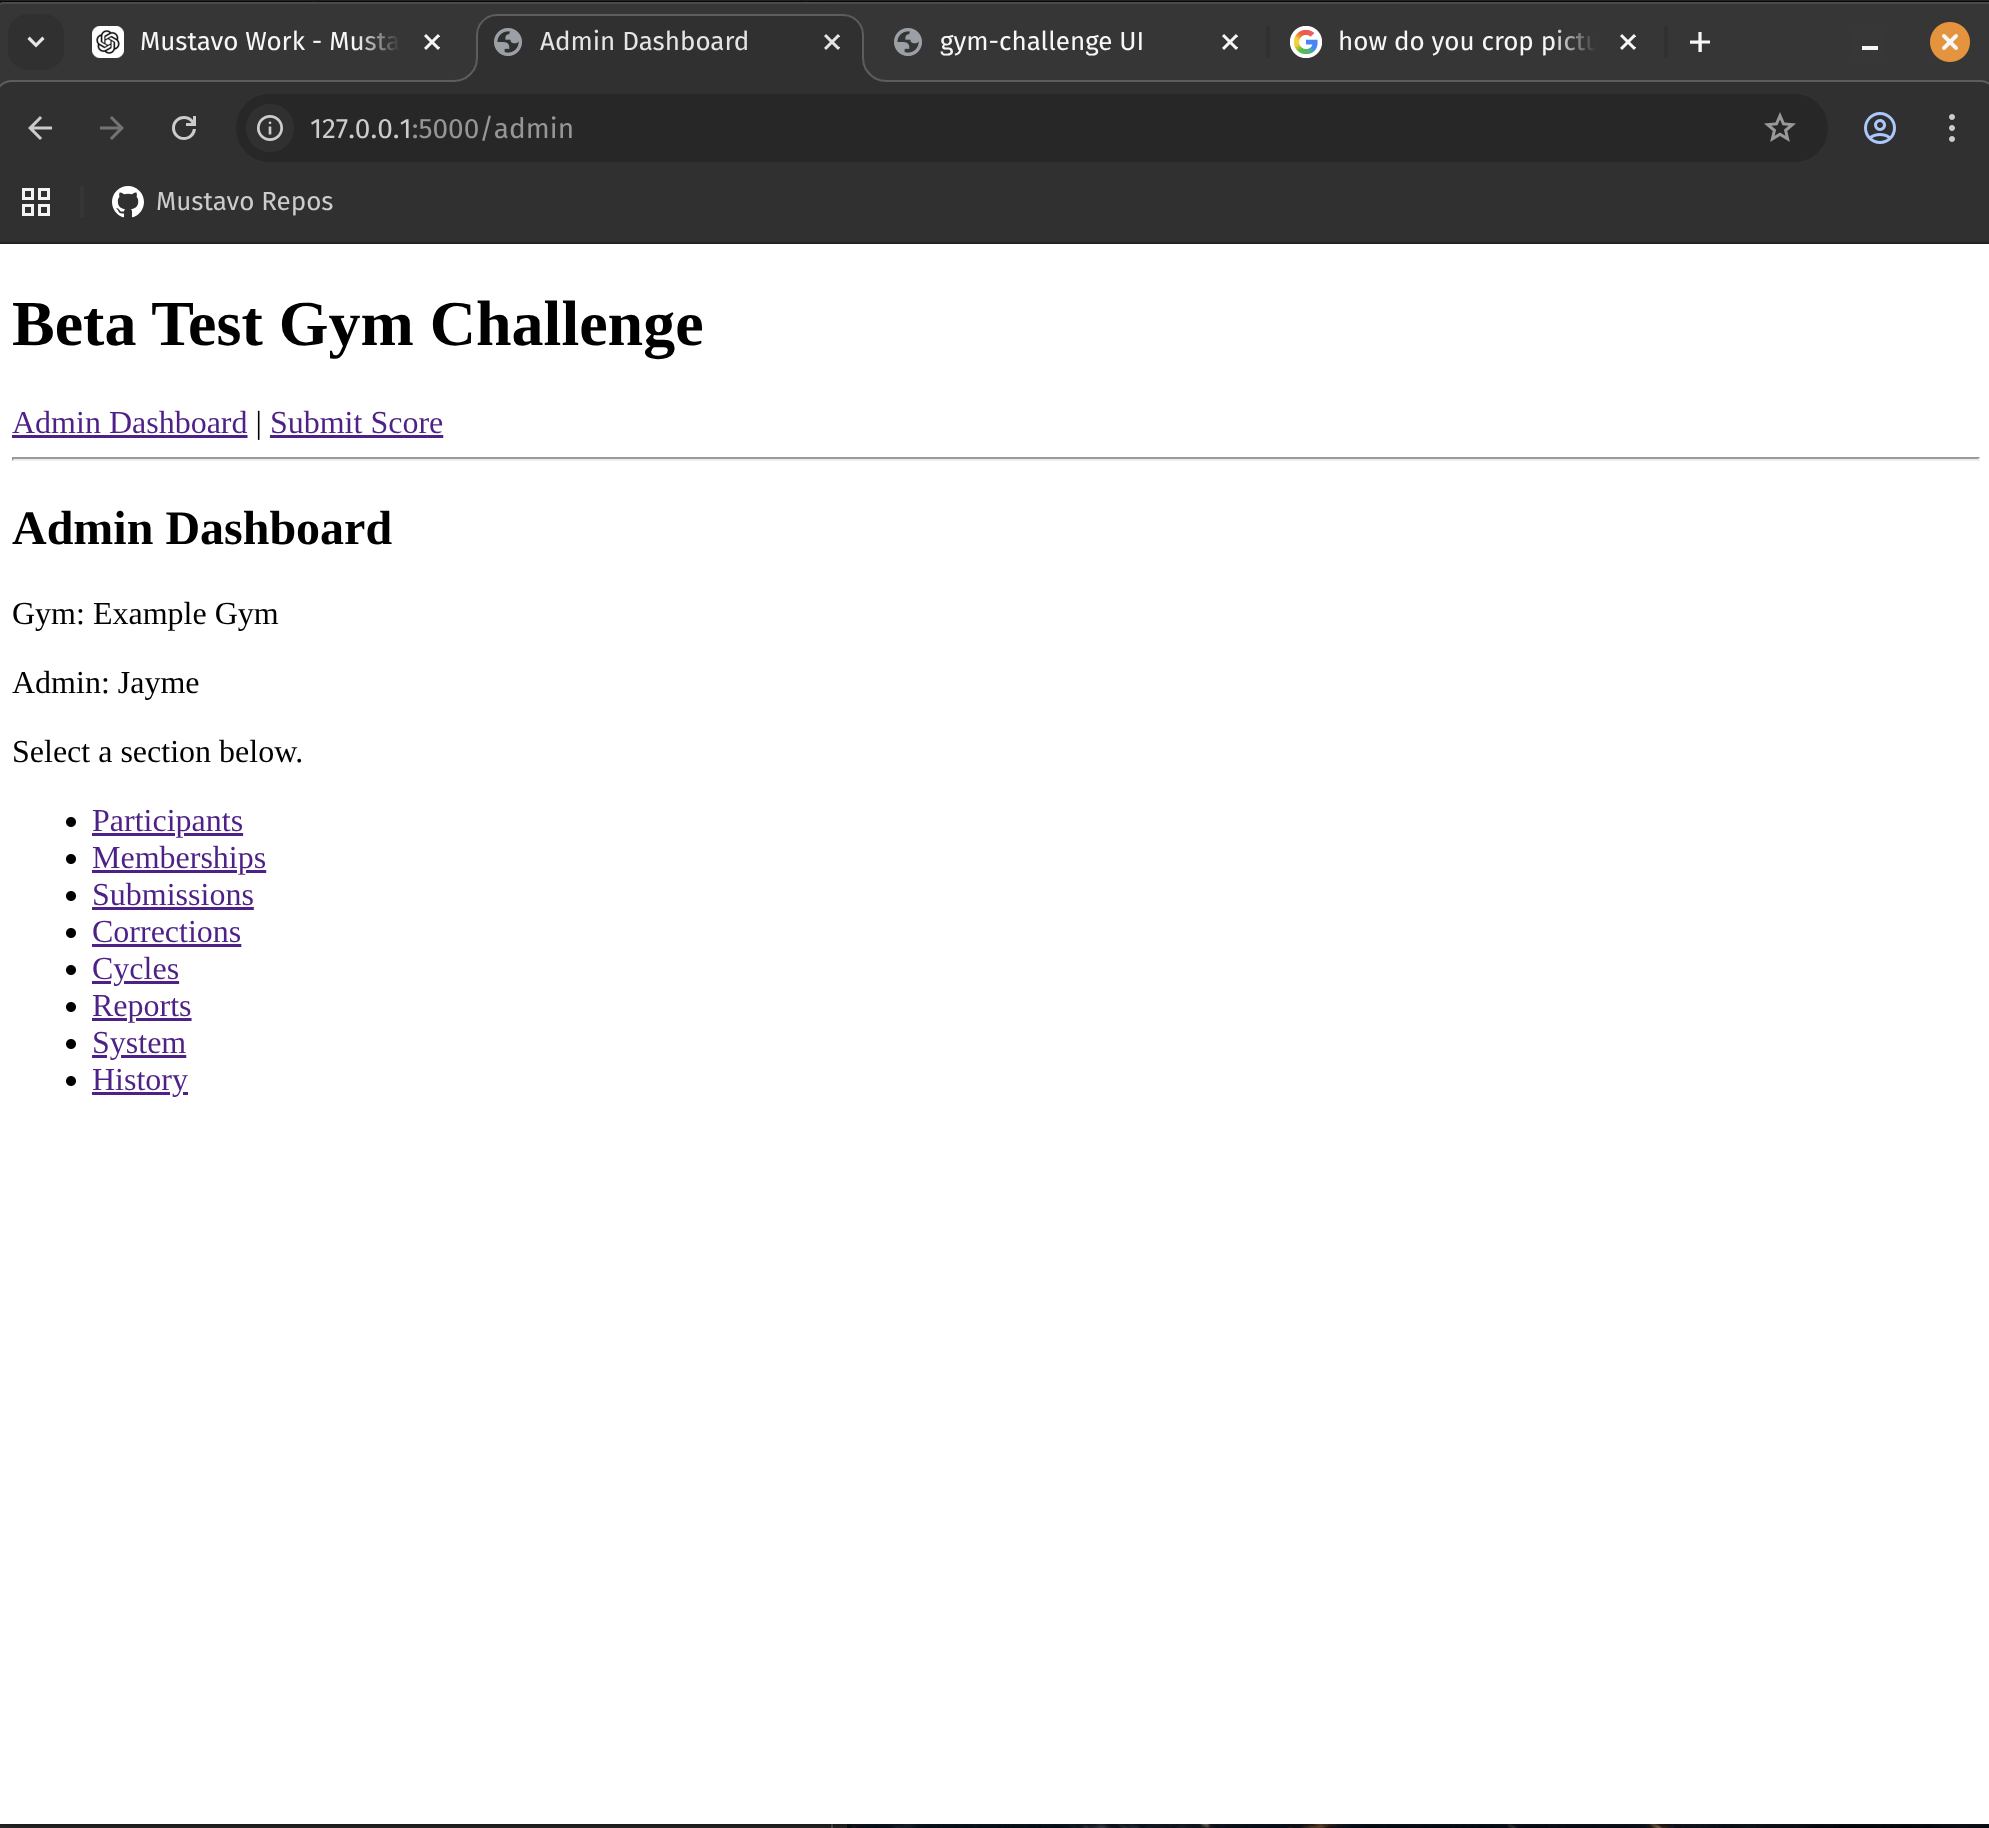 Mustavo Work - Musta
Admin Dashboard
gym-challenge UI
how do you crop pictu
127.0.0.1:5000/admin
Mustavo Repos
Beta Test Gym Challenge
Admin Dashboard | Submit Score
Admin Dashboard
Gym: Example Gym
Admin: Jayme
Select a section below.
Participants
Memberships
Submissions
Corrections
Cycles
Reports
System
History